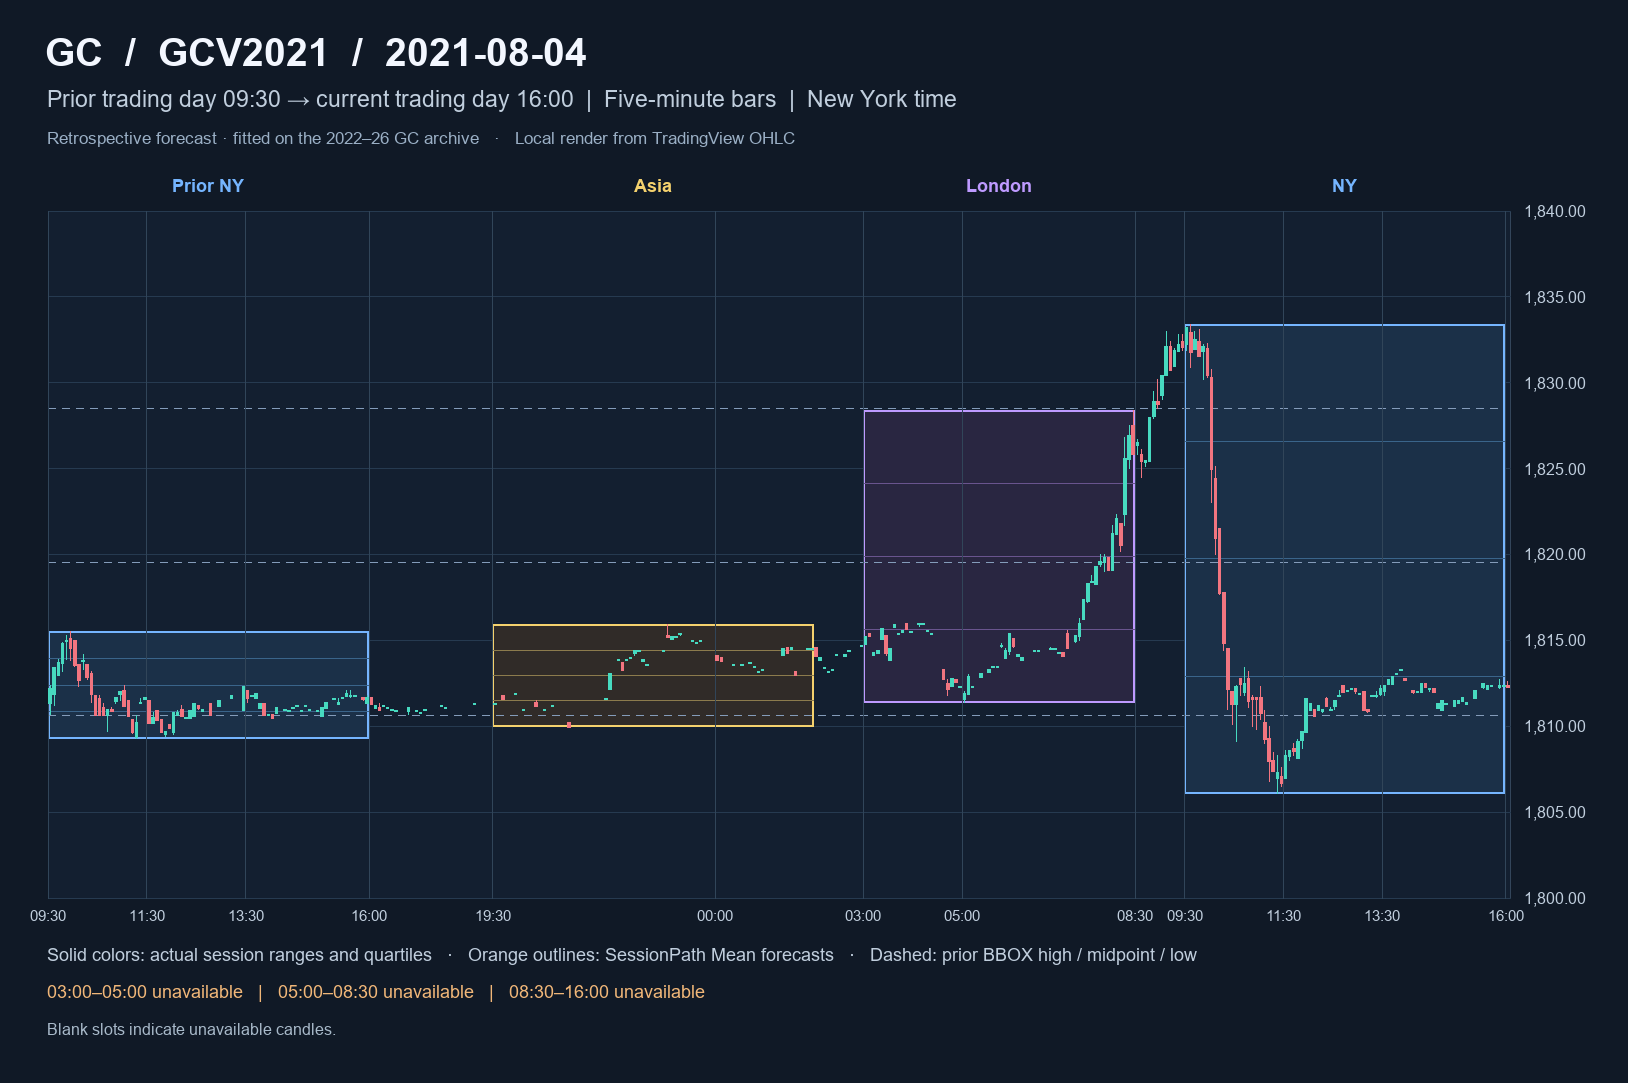 GC / GCV2021 / 2021-08-04
Prior trading day 09:30 → current trading day 16:00 | Five-minute bars | New York time
Retrospective forecast · fitted on the 2022–26 GC archive · Local render from TradingView OHLC
Prior NY Asia London NY
1,840.00
1,835.00
1,830.00
1,825.00
1,820.00
1,815.00
1,810.00
1,805.00
1,800.00
09:30 11:30 13:30 16:00 19:30 00:00 03:00 05:00 08:30 09:30 11:30 13:30 16:00
Solid colors: actual session ranges and quartiles · Orange outlines: SessionPath Mean forecasts · Dashed: prior BBOX high / midpoint / low
03:00–05:00 unavailable | 05:00–08:30 unavailable | 08:30–16:00 unavailable
Blank slots indicate unavailable candles.